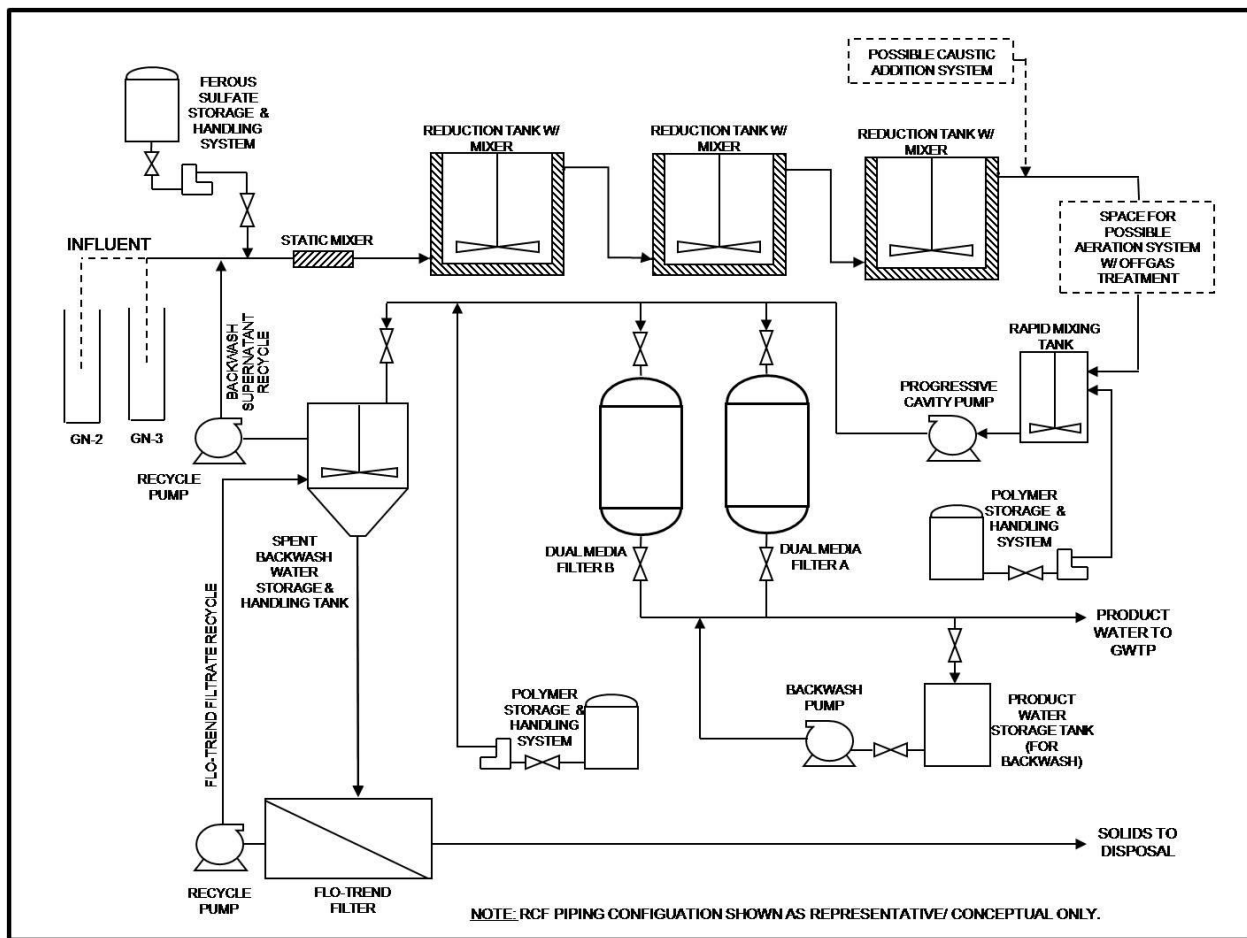 POSSIBLE CAUSTIC
ADDITION SYSTEM
FEROUS
SULFATE
STORAGE &
HANDLING
SYSTEM
REDUCTION TANK W/
MIXER
REDUCTION TANK W/
MIXER
REDUCTION TANK W/
MIXER
INFLUENT
STATIC MIXER
SPACE FOR
POSSIBLE
AERATION SYSTEM
W/ OFFGAS
TREATMENT
BACKWASH
SUPERNATANT
RECYCLE
GN-2
GN-3
RECYCLE
PUMP
RAPID MIXING
TANK
PROGRESSIVE
CAVITY PUMP
POLYMER
STORAGE &
HANDLING
SYSTEM
SPENT
BACKWASH
WATER
STORAGE &
HANDLING TANK
DUAL MEDIA
FILTER B
DUAL MEDIA
FILTER A
FLO-TREND FILTRATE RECYCLE
PRODUCT
WATER TO
GWTP
POLYMER
STORAGE &
HANDLING
SYSTEM
BACKWASH
PUMP
PRODUCT
WATER
STORAGE TANK
(FOR
BACKWASH)
RECYCLE
PUMP
FLO-TREND
FILTER
SOLIDS TO
DISPOSAL
NOTE: RCF PIPING CONFIGUATION SHOWN AS REPRESENTATIVE/ CONCEPTUAL ONLY.